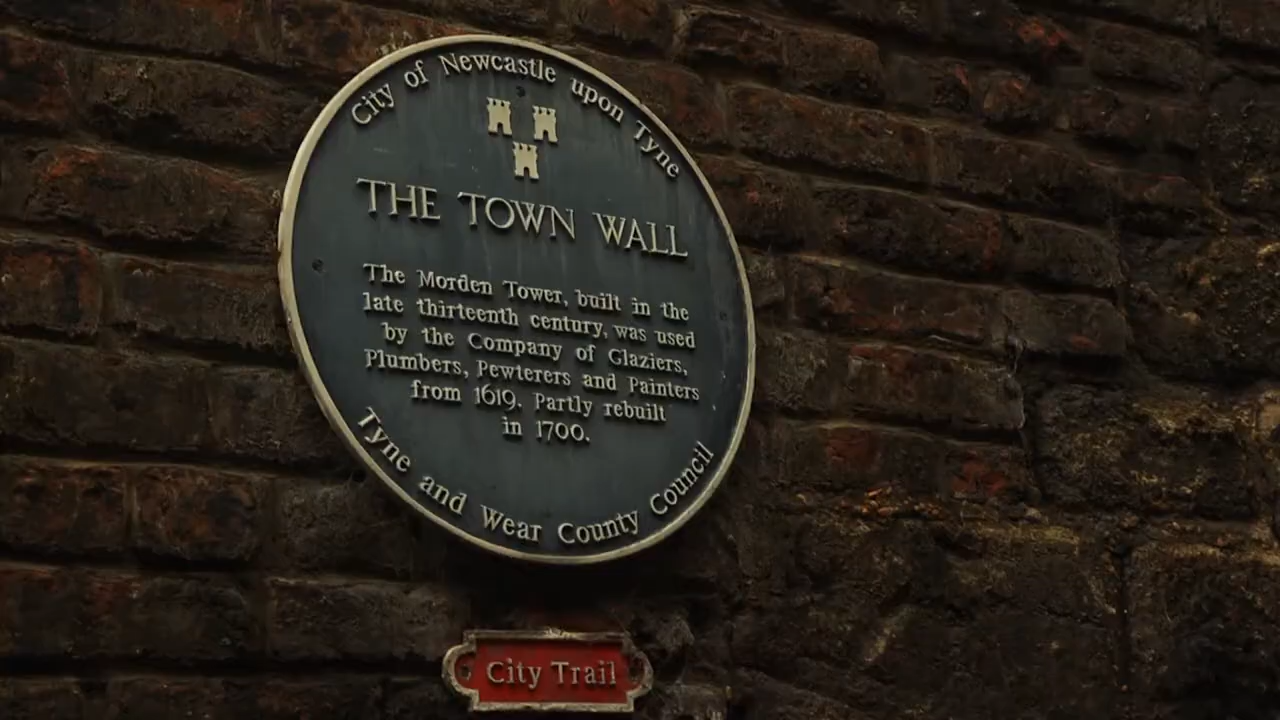 City of Newcastle upon Tyne
THE TOWN WALL
The Morden Tower, built in the
late thirteenth century, was used
by the Company of Glaziers,
Plumbers, Pewterers and Painters
from 1619. Partly rebuilt
in 1700.
Tyne and Wear County Council
City Trail